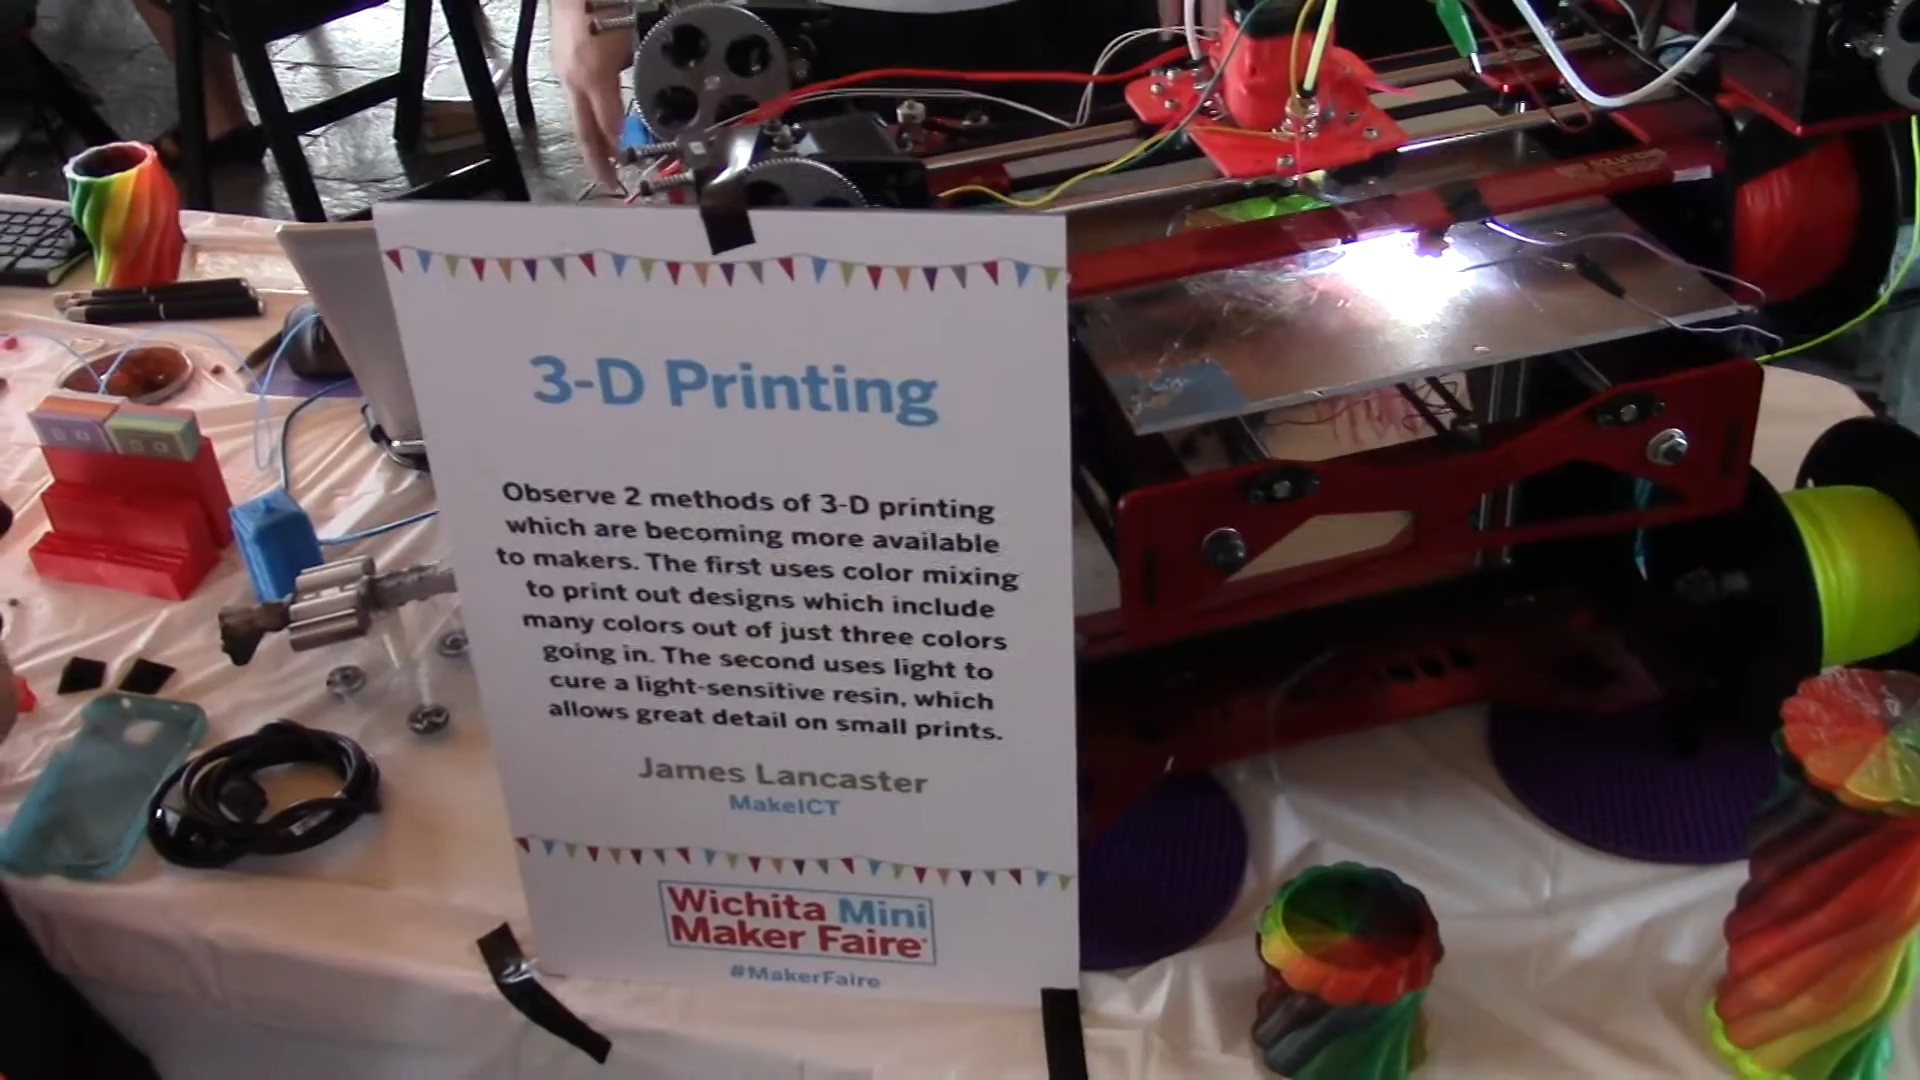 3-D Printing
Observe 2 methods of 3-D printing
which are becoming more available
to makers. The first uses color mixing
to print out designs which include
many colors out of just three colors
going in. The second uses light to
cure a light-sensitive resin, which
allows great detail on small prints.
James Lancaster
MakeICT
Wichita Mini
Maker Faire
#MakerFaire